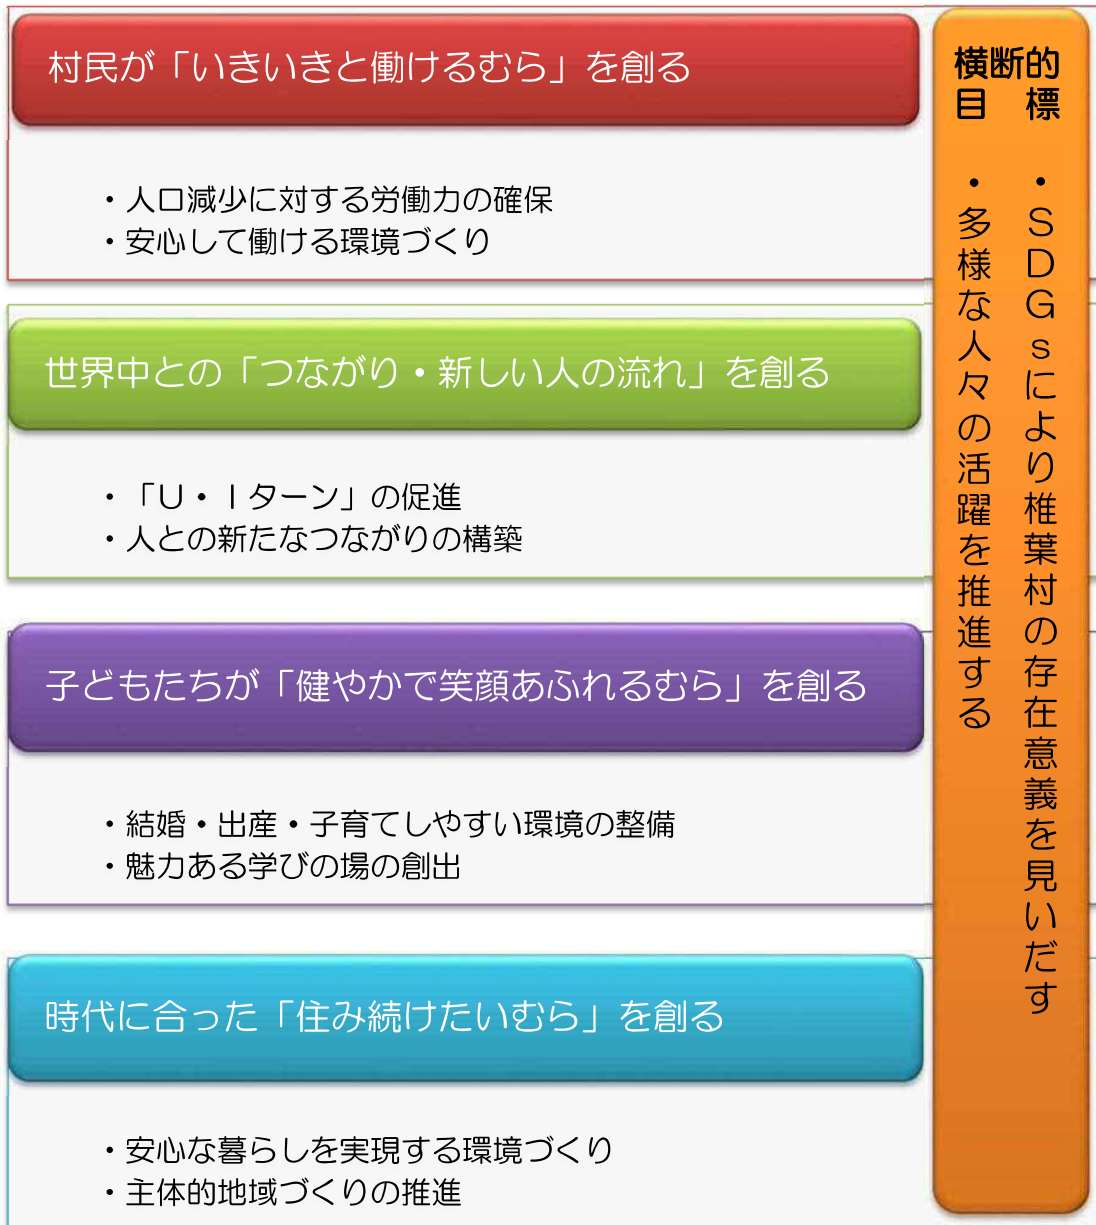 村民が「いきいきと働けるむら」を創る
・人口減少に対する労働力の確保
・安心して働ける環境づくり
世界中との「つながり・新しい人の流れ」を創る
・「U・Iターン」の促進
・人との新たなつながりの構築
子どもたちが「健やかで笑顔あふれるむら」を創る
・結婚・出産・子育てしやすい環境の整備
・魅力ある学びの場の創出
時代に合った「住み続けたいむら」を創る
・安心な暮らしを実現する環境づくり
・主体的地域づくりの推進
横断的
目　標
・ＳＤＧｓにより椎葉村の存在意義を見いだす
・多様な人々の活躍を推進する